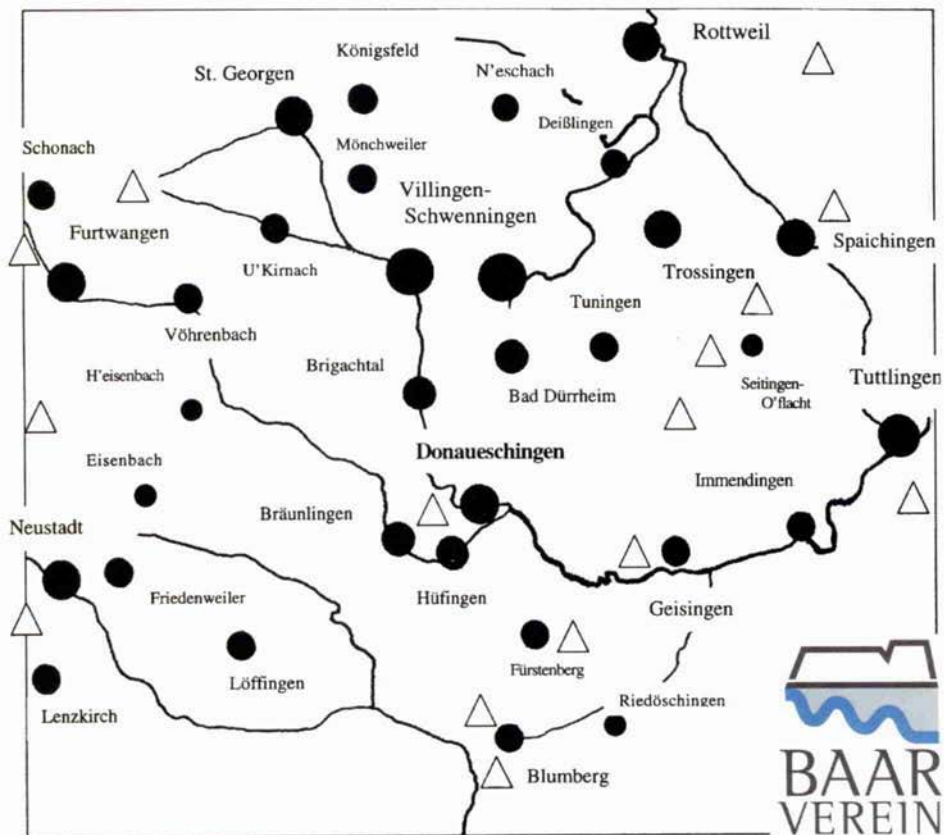 Rottweil
Königsfeld
St. Georgen
N'eschach
Deißlingen
Mönchweiler
Schonach
Villingen-
Schwenningen
Furtwangen
Spaichingen
U'Kirnach
Trossingen
Tuningen
Vöhrenbach
Brigachtal
H'eisenbach
Bad Dürrheim
Seitingen-
O'flacht
Tuttlingen
Donaueschingen
Eisenbach
Immendingen
Bräunlingen
Neustadt
Friedenweiler
Hüfingen
Geisingen
Fürstenberg
Löffingen
Lenzkirch
Riedöschingen
Blumberg
BAAR
VEREIN